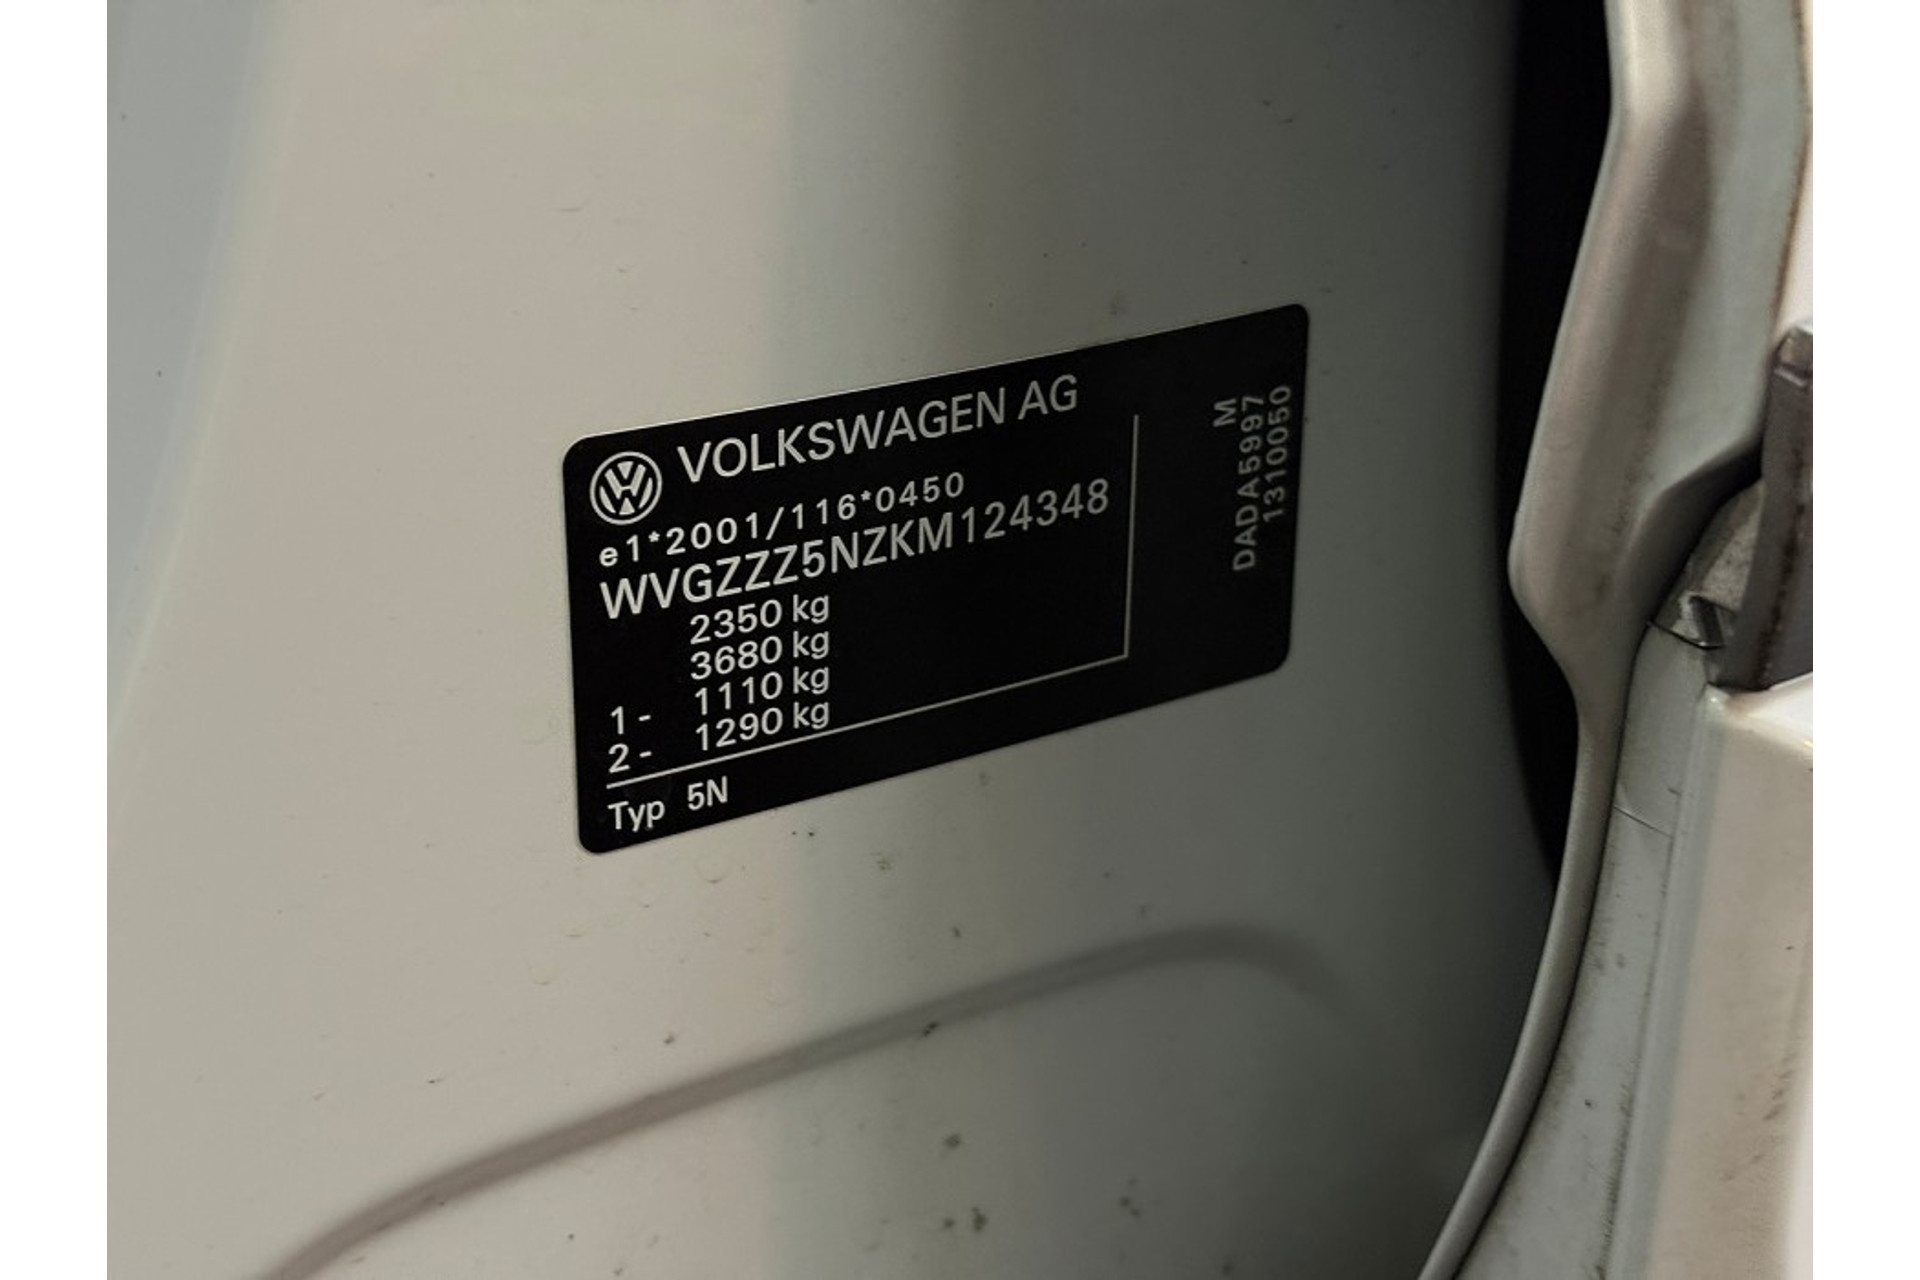 VOLKSWAGEN AG
e1*2001/116*0450
WVGZZZ5NZKM124348
2350 kg
3680 kg
1- 1110 kg
2- 1290 kg
Typ 5N
M
DADA5997
1310050